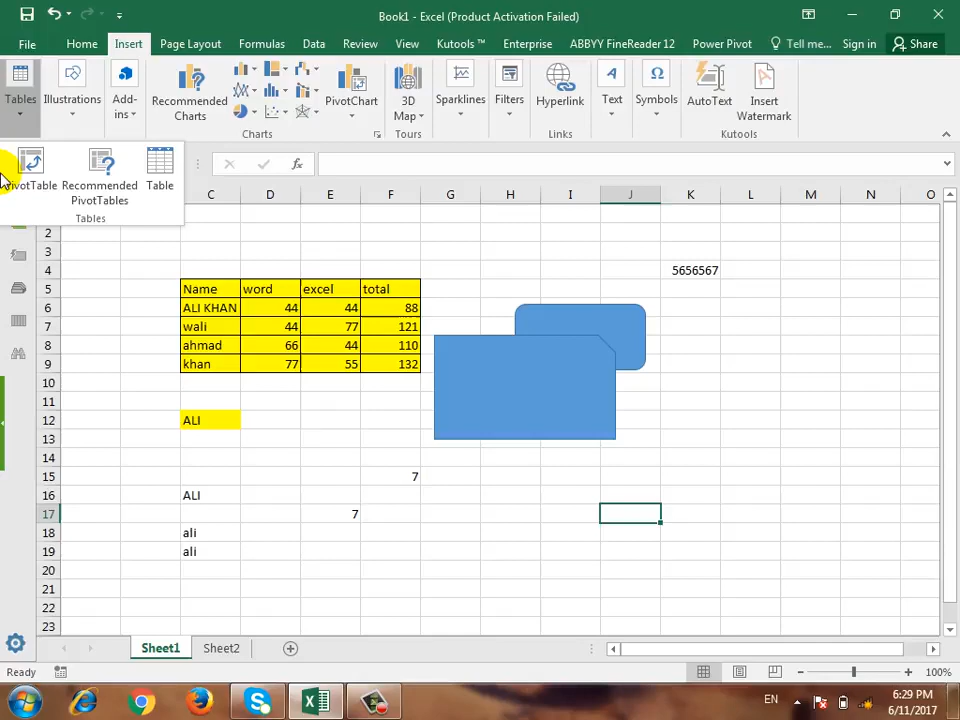 Book1 - Excel (Product Activation Failed)
File Home Insert Page Layout Formulas Data Review View Kutools ™ Enterprise ABBYY FineReader 12 Power Pivot Tell me... Sign in Share
Tables Illustrations Add-ins Recommended Charts PivotChart 3D Map Sparklines Filters Hyperlink Text Symbols AutoText Insert Watermark
Charts Tours Links Kutools
PivotTable Recommended PivotTables Table
Tables
fx
C D E F G H I J K L M N O
2
3
4 5656567
5 Name word excel total
6 ALI KHAN 44 44 88
7 wali 44 77 121
8 ahmad 66 44 110
9 khan 77 55 132
10
11
12 ALI
13
14
15 7
16 ALI
17 7
18 ali
19 ali
20
21
22
23
Sheet1 Sheet2
Ready 100%
EN 6:29 PM
6/11/2017